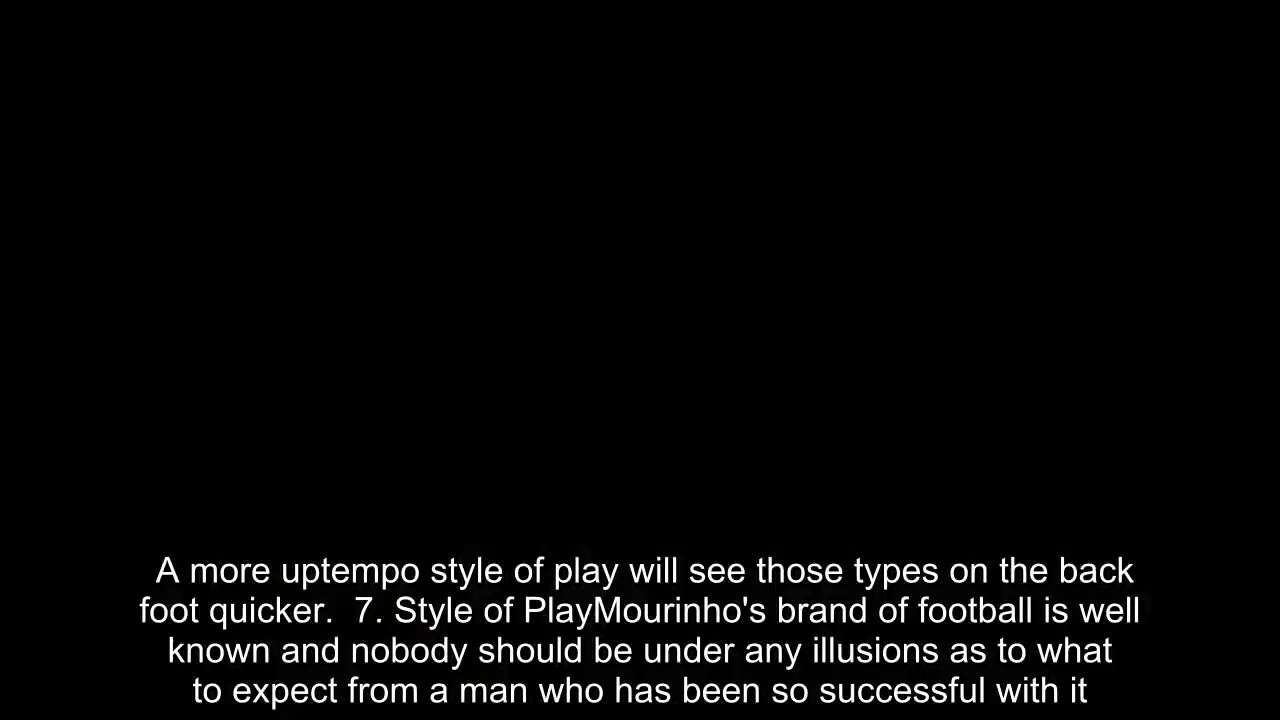 A more uptempo style of play will see those types on the back
foot quicker.  7. Style of PlayMourinho's brand of football is well
known and nobody should be under any illusions as to what
to expect from a man who has been so successful with it